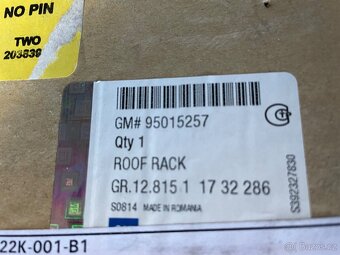 NO PIN
TWO
203839
GM# 95015257
Qty 1
ROOF RACK
GR.12.815 1 17 32 286
S0814 MADE IN ROMANIA
S392327830
22K-001-B1